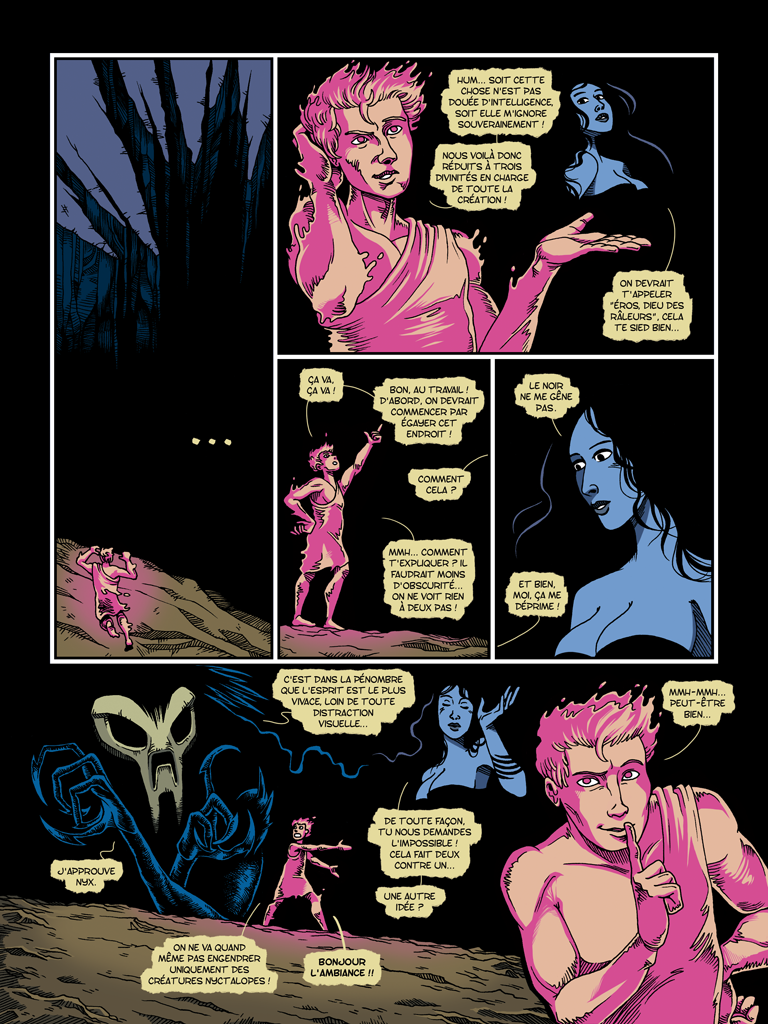 ...
HUM... SOIT CETTE
CHOSE N'EST PAS
DOUÉE D'INTELLIGENCE,
SOIT ELLE M'IGNORE
SOUVERAINEMENT !
NOUS VOILÀ DONC
RÉDUITS À TROIS
DIVINITÉS EN CHARGE
DE TOUTE LA
CRÉATION !
ON DEVRAIT
T'APPELER
"ÉROS, DIEU DES
RÂLEURS", CELA
TE SIED BIEN...
ÇA VA,
ÇA VA !
BON, AU TRAVAIL !
D'ABORD, ON DEVRAIT
COMMENCER PAR
ÉGAYER CET
ENDROIT !
COMMENT
CELA ?
MMH... COMMENT
T'EXPLIQUER ? IL
FAUDRAIT MOINS
D'OBSCURITÉ...
ON NE VOIT RIEN
À DEUX PAS !
LE NOIR
NE ME GÊNE
PAS.
ET BIEN,
MOI, ÇA ME
DÉPRIME !
C'EST DANS LA PÉNOMBRE
QUE L'ESPRIT EST LE PLUS
VIVACE, LOIN DE TOUTE
DISTRACTION
VISUELLE...
J'APPROUVE
NYX.
ON NE VA QUAND
MÊME PAS ENGENDRER
UNIQUEMENT DES
CRÉATURES NYCTALOPES !
BONJOUR
L'AMBIANCE !!
DE TOUTE FAÇON,
TU NOUS DEMANDES
L'IMPOSSIBLE !
CELA FAIT DEUX
CONTRE UN...
UNE AUTRE
IDÉE ?
MMH-MMH...
PEUT-ÊTRE
BIEN...